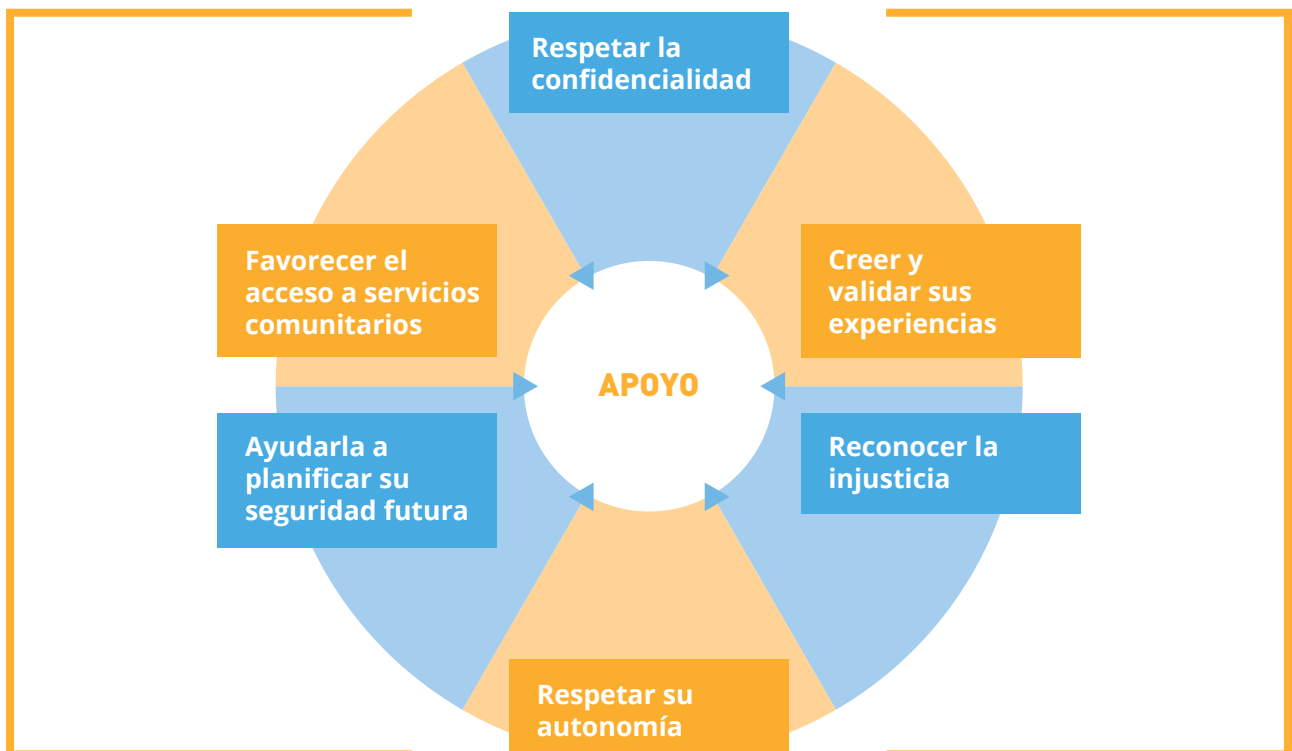 Respetar la
confidencialidad
Favorecer el
acceso a servicios
comunitarios
Creer y
validar sus
experiencias
APOYO
Ayudarla a
planificar su
seguridad futura
Reconocer la
injusticia
Respetar su
autonomía